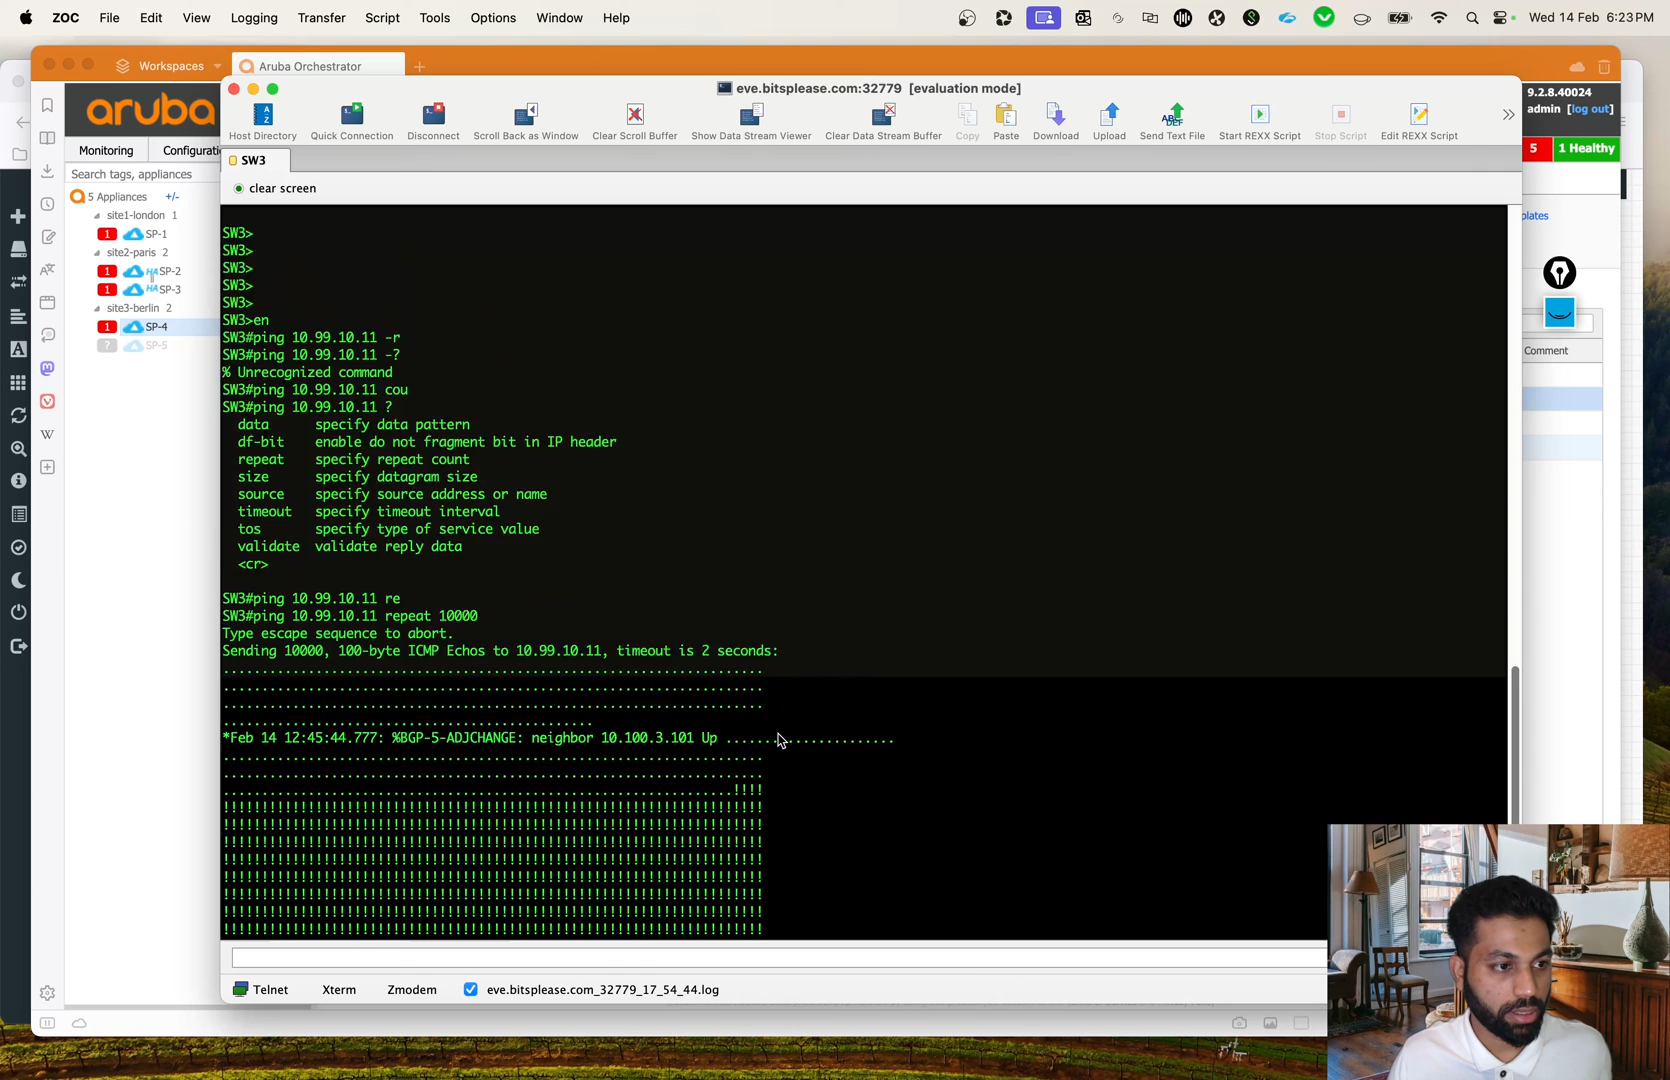 ZOC File Edit View Logging Transfer Script Tools Options Window Help Wed 14 Feb 6:23 PM
Workspaces Aruba Orchestrator
eve.bitsplease.com:32779 [evaluation mode]
aruba
9.2.8.40024
admin [log out]
Host Directory Quick Connection Disconnect Scroll Back as Window Clear Scroll Buffer Show Data Stream Viewer Clear Data Stream Buffer Copy Paste Download Upload Send Text File Start REXX Script Stop Script Edit REXX Script
Monitoring Configurati
5 1 Healthy
SW3
Search tags, appliances
clear screen
5 Appliances +/-
site1-london 1
plates
1 SP-1
site2-paris 2
1 HA SP-2
1 HA SP-3
site3-berlin 2
1 SP-4
? SP-5
Comment
SW3>
SW3>
SW3>
SW3>
SW3>
SW3>en
SW3#ping 10.99.10.11 -r
SW3#ping 10.99.10.11 -?
% Unrecognized command
SW3#ping 10.99.10.11 cou
SW3#ping 10.99.10.11 ?
data specify data pattern
df-bit enable do not fragment bit in IP header
repeat specify repeat count
size specify datagram size
source specify source address or name
timeout specify timeout interval
tos specify type of service value
validate validate reply data
<cr>
SW3#ping 10.99.10.11 re
SW3#ping 10.99.10.11 repeat 10000
Type escape sequence to abort.
Sending 10000, 100-byte ICMP Echos to 10.99.10.11, timeout is 2 seconds:
......................................................................
......................................................................
......................................................................
................................................
*Feb 14 12:45:44.777: %BGP-5-ADJCHANGE: neighbor 10.100.3.101 Up ......................
......................................................................
......................................................................
..................................................................!!!!
!!!!!!!!!!!!!!!!!!!!!!!!!!!!!!!!!!!!!!!!!!!!!!!!!!!!!!!!!!!!!!!!!!!!!!
!!!!!!!!!!!!!!!!!!!!!!!!!!!!!!!!!!!!!!!!!!!!!!!!!!!!!!!!!!!!!!!!!!!!!!
!!!!!!!!!!!!!!!!!!!!!!!!!!!!!!!!!!!!!!!!!!!!!!!!!!!!!!!!!!!!!!!!!!!!!!
!!!!!!!!!!!!!!!!!!!!!!!!!!!!!!!!!!!!!!!!!!!!!!!!!!!!!!!!!!!!!!!!!!!!!!
!!!!!!!!!!!!!!!!!!!!!!!!!!!!!!!!!!!!!!!!!!!!!!!!!!!!!!!!!!!!!!!!!!!!!!
!!!!!!!!!!!!!!!!!!!!!!!!!!!!!!!!!!!!!!!!!!!!!!!!!!!!!!!!!!!!!!!!!!!!!!
!!!!!!!!!!!!!!!!!!!!!!!!!!!!!!!!!!!!!!!!!!!!!!!!!!!!!!!!!!!!!!!!!!!!!!
!!!!!!!!!!!!!!!!!!!!!!!!!!!!!!!!!!!!!!!!!!!!!!!!!!!!!!!!!!!!!!!!!!!!!!
Telnet Xterm Zmodem eve.bitsplease.com_32779_17_54_44.log